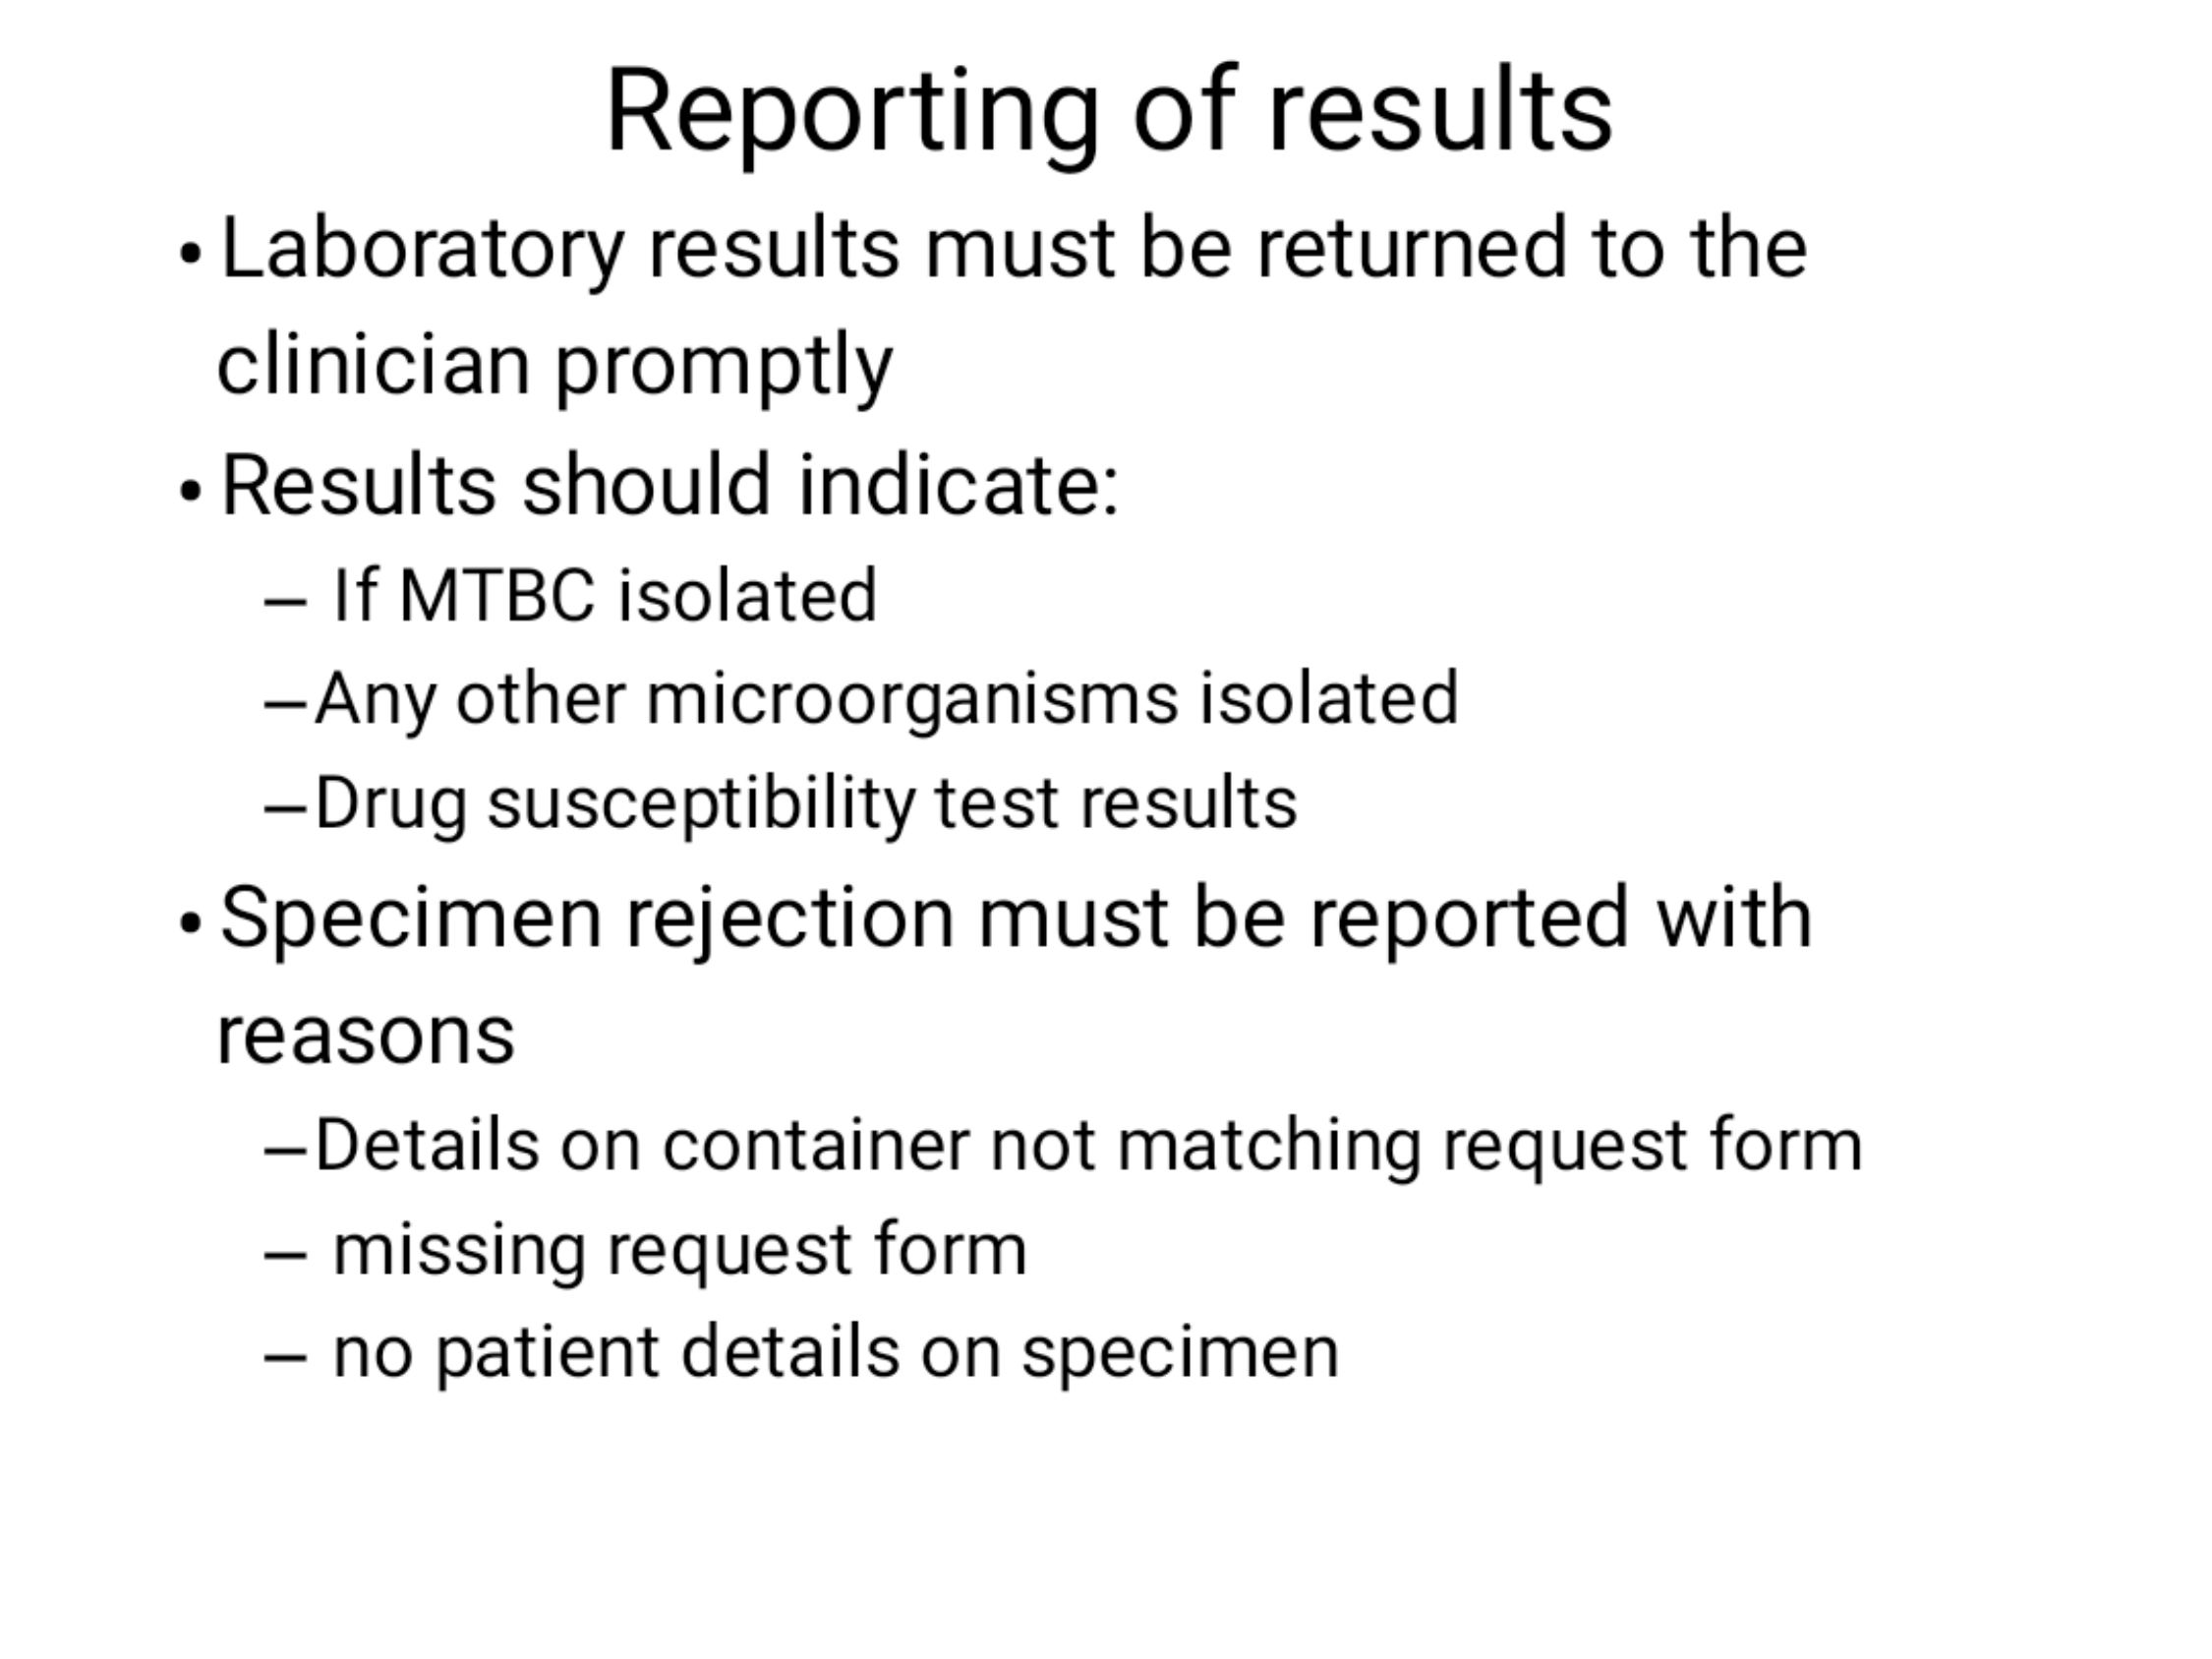 Reporting of results
• Laboratory results must be returned to the
clinician promptly
• Results should indicate:
– If MTBC isolated
–Any other microorganisms isolated
–Drug susceptibility test results
• Specimen rejection must be reported with
reasons
–Details on container not matching request form
– missing request form
– no patient details on specimen